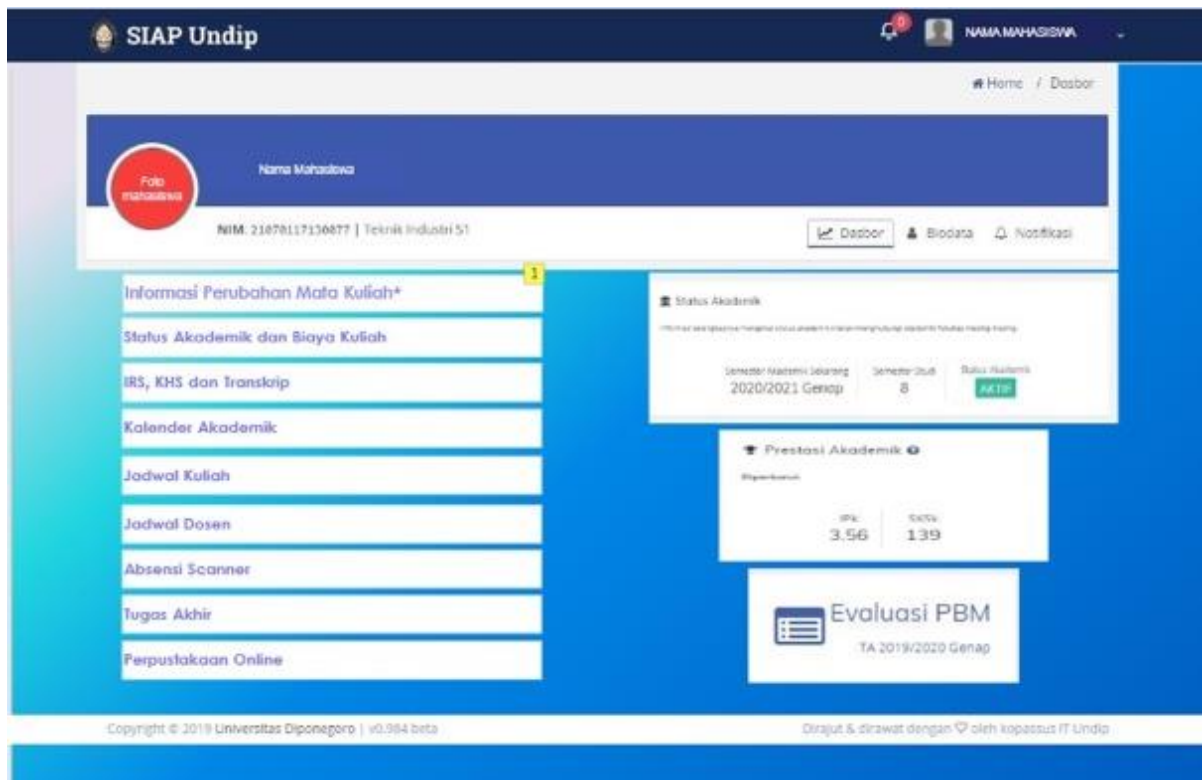 SIAP Undip
0
NAMA MAHASISWA
Home / Dasbor
Foto mahasiswa
Nama Mahasiswa
NIM. 21070117130077 | Teknik Industri S1
Dasbor
Biodata
Notifikasi
1
Informasi Perubahan Mata Kuliah*
Status Akademik dan Biaya Kuliah
IRS, KHS dan Transkrip
Kalender Akademik
Jadwal Kuliah
Jadwal Dosen
Absensi Scanner
Tugas Akhir
Perpustakaan Online
Status Akademik
Semester Akademik Sekarang
2020/2021 Genap
Semester Studi
8
Status Akademik
AKTIF
Prestasi Akademik
IPK
3.56
SKSk
139
Evaluasi PBM
TA 2019/2020 Genap
Copyright © 2019 Universitas Diponegoro | v0.984 beta
Dirajut & dirawat dengan ♡ oleh kopassus IT Undip